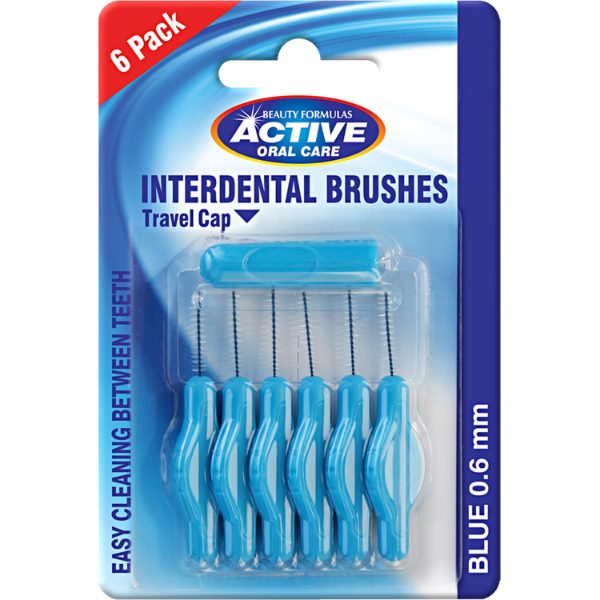 6 Pack
BEAUTY FORMULAS
ACTIVE
ORAL CARE
INTERDENTAL BRUSHES
Travel Cap
EASY CLEANING BETWEEN TEETH
BLUE 0.6 mm